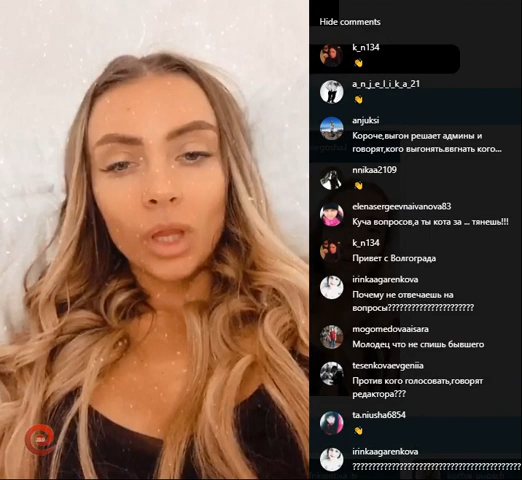 Hide comments
k_n134
a_n_j_e_l_i_k_a_21
anjuksi
Короче,выгон решает админы и
говорят,кого выгонять.ввгнать кого...
nnikaa2109
elenasergeevnaivanova83
Куча вопросов,а ты кота за ... тянешь!!!
k_n134
Привет с Волгограда
irinkaagarenkova
Почему не отвечаешь на
вопросы??????????????????????
mogomedovaaisara
Молодец что не спишь бывшего
tesenkovaevgeniia
Против кого голосовать,говорят
редактора???
ta.niusha6854
irinkaagarenkova
???????????????????????????????????????????